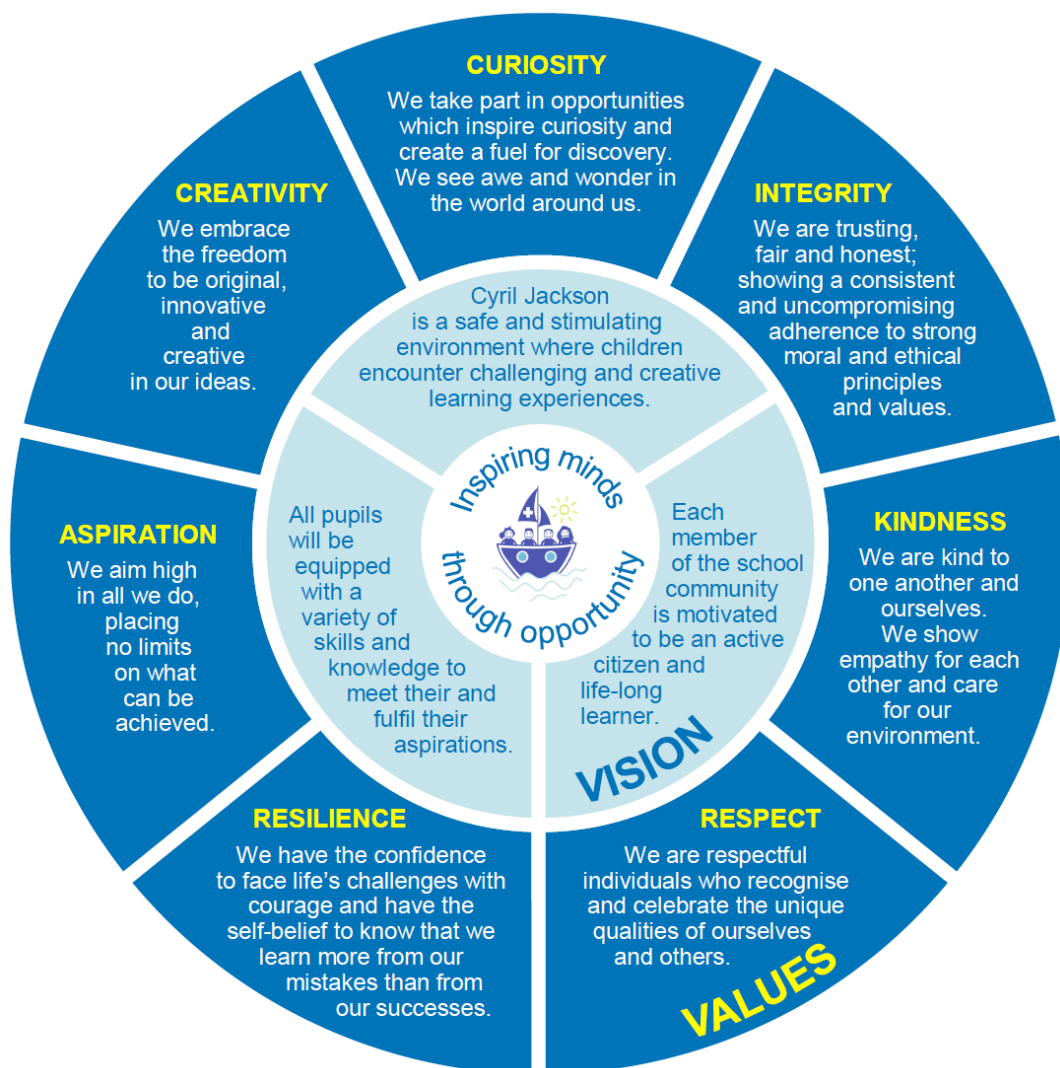 CURIOSITY
We take part in opportunities
which inspire curiosity and
create a fuel for discovery.
We see awe and wonder in
the world around us.
INTEGRITY
We are trusting,
fair and honest;
showing a consistent
and uncompromising
adherence to strong
moral and ethical
principles
and values.
KINDNESS
We are kind to
one another and
ourselves.
We show
empathy for each
other and care
for our
environment.
RESPECT
We are respectful
individuals who recognise
and celebrate the unique
qualities of ourselves
and others.
VALUES
RESILIENCE
We have the confidence
to face life's challenges with
courage and have the
self-belief to know that we
learn more from our
mistakes than from
our successes.
ASPIRATION
We aim high
in all we do,
placing
no limits
on what
can be
achieved.
CREATIVITY
We embrace
the freedom
to be original,
innovative
and
creative
in our ideas.
Cyril Jackson
is a safe and stimulating
environment where children
encounter challenging and creative
learning experiences.
Each
member
of the school
community
is motivated
to be an active
citizen and
life-long
learner.
VISION
All pupils
will be
equipped
with a
variety of
skills and
knowledge to
meet their and
fulfil their
aspirations.
Inspiring minds
through opportunity